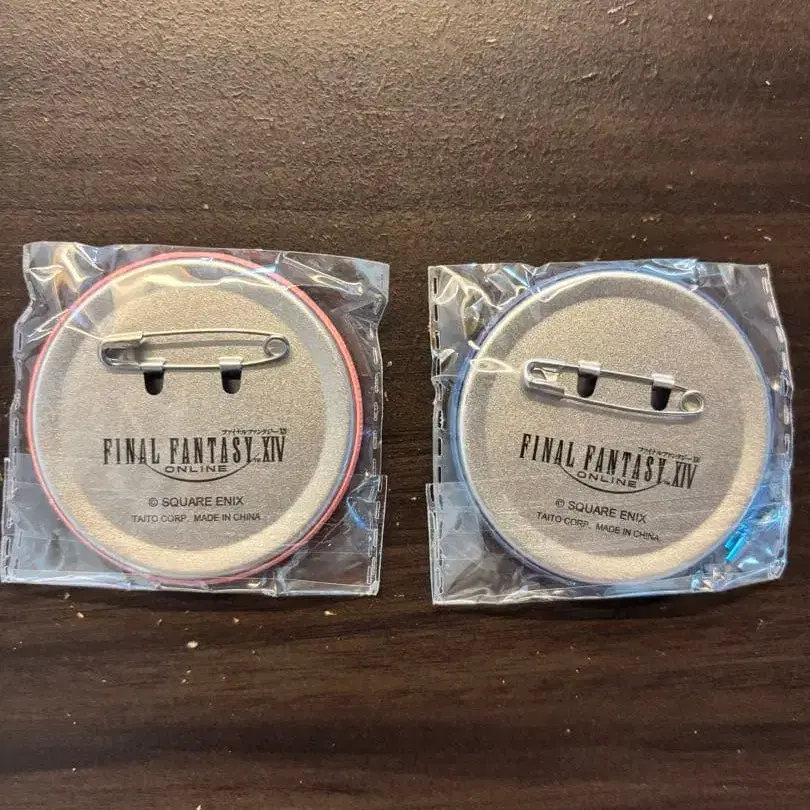 ファイナルファンタジーXIV
FINAL FANTASY XIV
ONLINE
© SQUARE ENIX
TAITO CORP. MADE IN CHINA
ファイナルファンタジーXIV
FINAL FANTASY XIV
ONLINE
© SQUARE ENIX
TAITO CORP. MADE IN CHINA